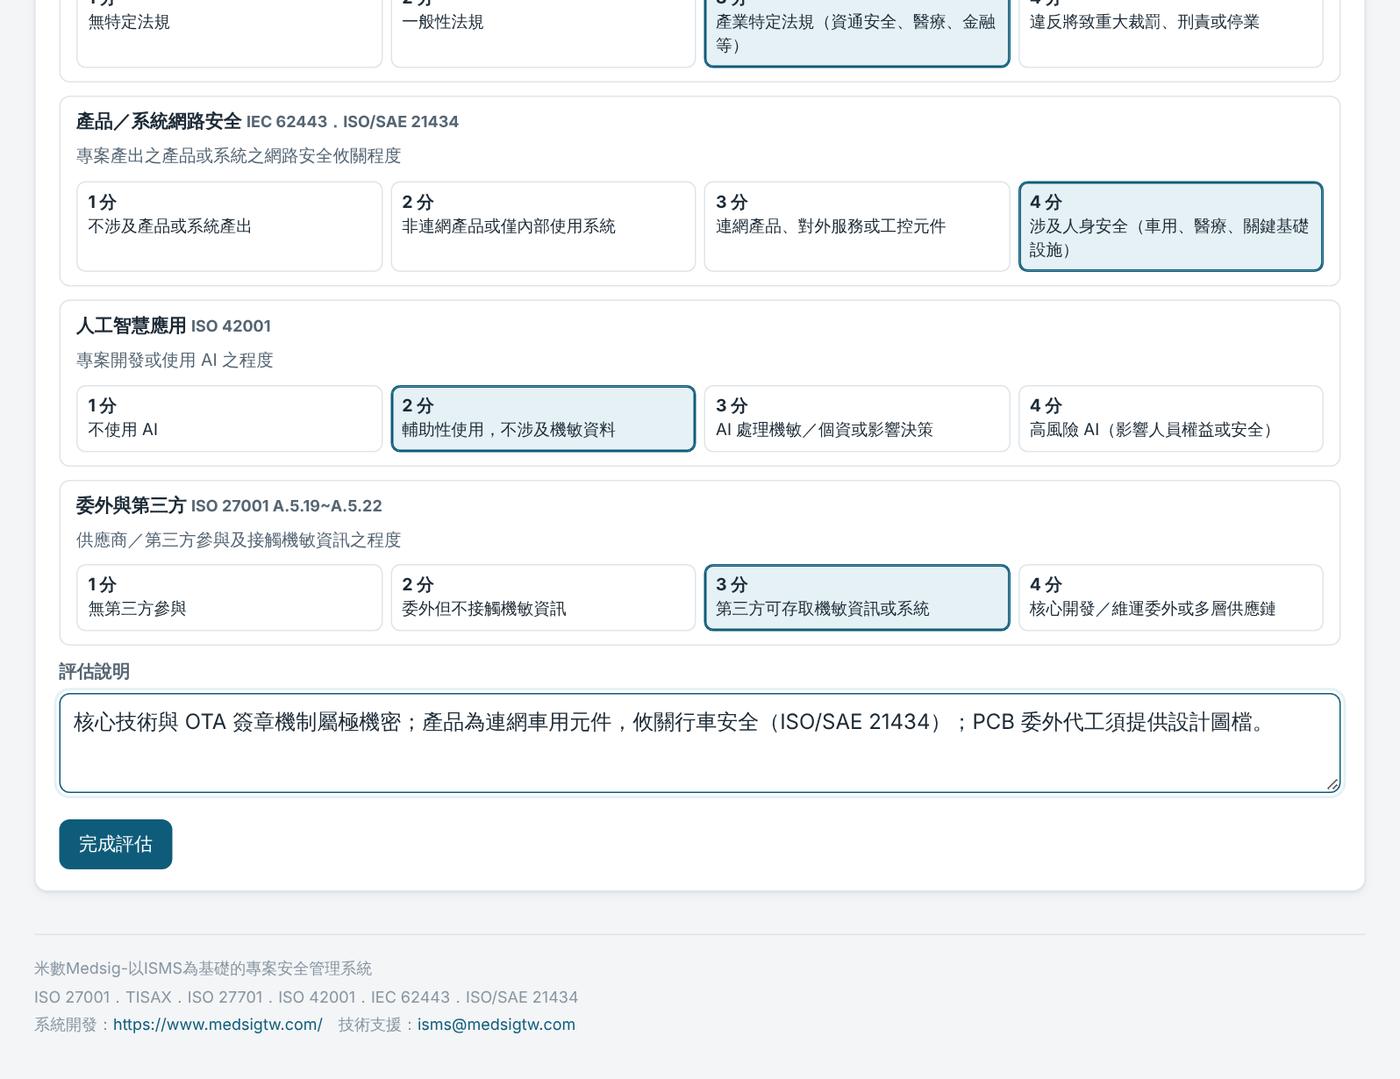 無特定法規
一般性法規
產業特定法規（資通安全、醫療、金融
等）
違反將致重大裁罰、刑責或停業
產品／系統網路安全 IEC 62443．ISO/SAE 21434
專案產出之產品或系統之網路安全攸關程度
1 分
不涉及產品或系統產出
2 分
非連網產品或僅內部使用系統
3 分
連網產品、對外服務或工控元件
4 分
涉及人身安全（車用、醫療、關鍵基礎
設施）
人工智慧應用 ISO 42001
專案開發或使用 AI 之程度
1 分
不使用 AI
2 分
輔助性使用，不涉及機敏資料
3 分
AI 處理機敏／個資或影響決策
4 分
高風險 AI（影響人員權益或安全）
委外與第三方 ISO 27001 A.5.19~A.5.22
供應商／第三方參與及接觸機敏資訊之程度
1 分
無第三方參與
2 分
委外但不接觸機敏資訊
3 分
第三方可存取機敏資訊或系統
4 分
核心開發／維運委外或多層供應鏈
評估說明
核心技術與 OTA 簽章機制屬極機密；產品為連網車用元件，攸關行車安全（ISO/SAE 21434）；PCB 委外代工須提供設計圖檔。
完成評估
米數Medsig-以ISMS為基礎的專案安全管理系統
ISO 27001．TISAX．ISO 27701．ISO 42001．IEC 62443．ISO/SAE 21434
系統開發：https://www.medsigtw.com/　技術支援：isms@medsigtw.com